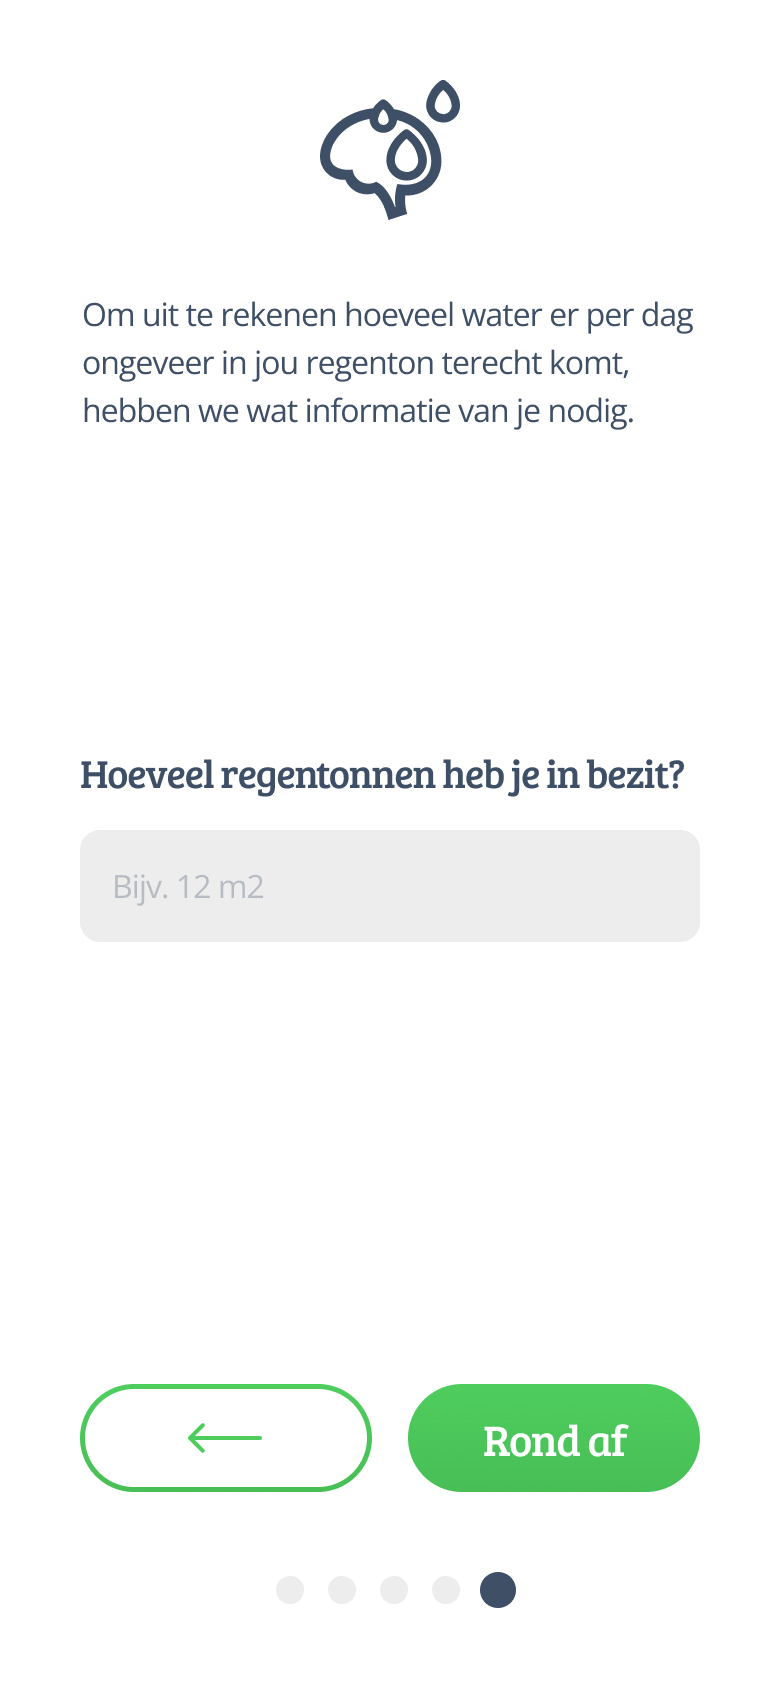 Om uit te rekenen hoeveel water er per dag
ongeveer in jou regenton terecht komt,
hebben we wat informatie van je nodig.
Hoeveel regentonnen heb je in bezit?
Bijv. 12 m2
Rond af